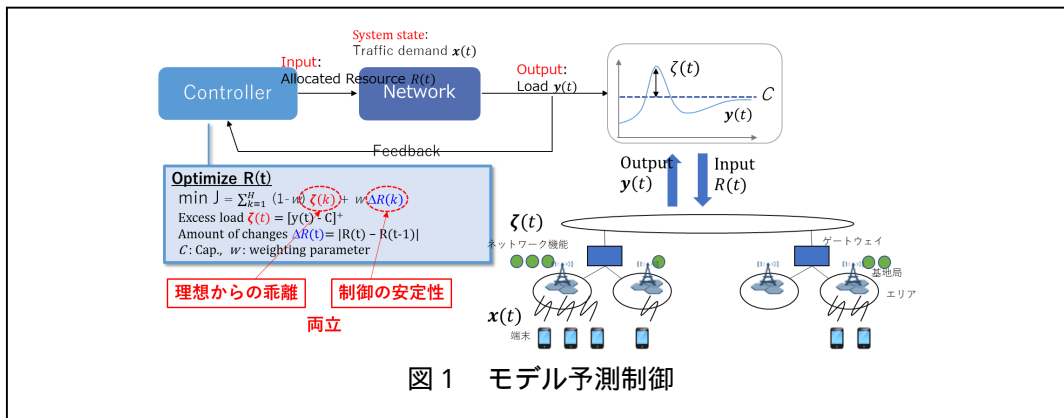 System state:
Traffic demand x(t)
Input:
Allocated Resource R(t)
Output:
Load y(t)
Controller
Network
Feedback
ζ(t)
C
y(t)
Optimize R(t)
min J = ∑_{k=1}^{H} (1-w) ζ(k) + w ΔR(k)
Excess load ζ(t) = [y(t) - C]⁺
Amount of changes ΔR(t)= |R(t) − R(t-1)|
C: Cap., w: weighting parameter
理想からの乖離
制御の安定性
両立
Output
y(t)
Input
R(t)
ζ(t)
ネットワーク機能
ゲートウェイ
基地局
エリア
x(t)
端末
図1 モデル予測制御